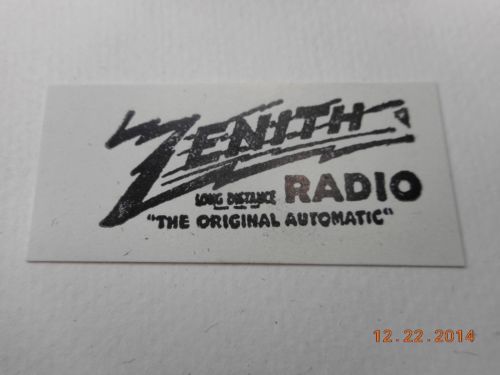 ZENITH
LONG DISTANCE RADIO
"THE ORIGINAL AUTOMATIC"
12.22.2014